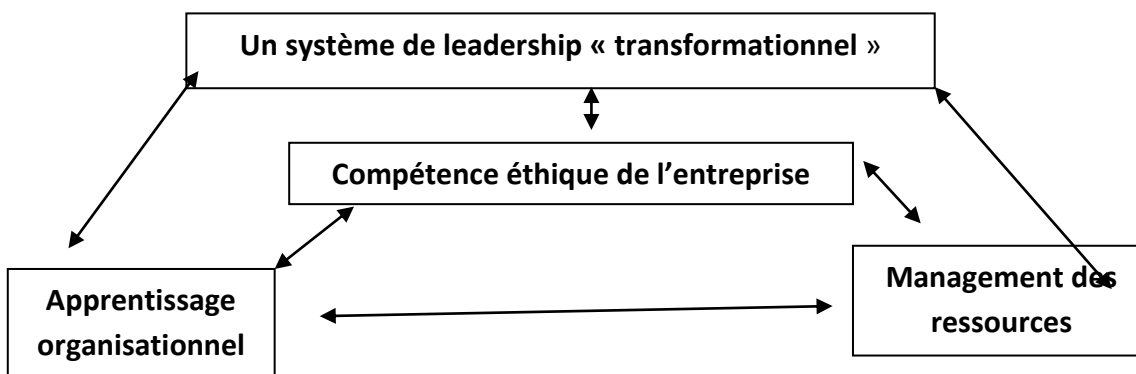 Un système de leadership « transformationnel »
Compétence éthique de l’entreprise
Apprentissage
organisationnel
Management des
ressources